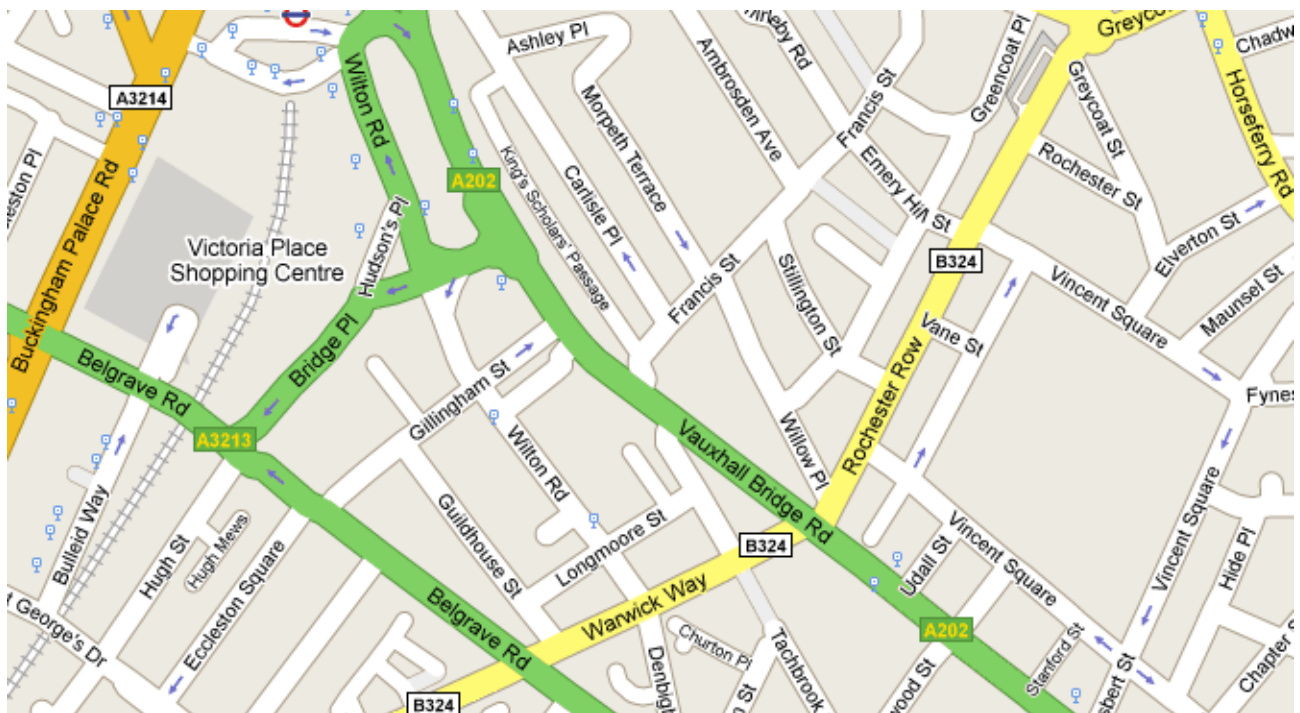 Ashley Pl
Greencoat Pl
Chadw
A3214
Wilton Rd
Ambrosden Ave
Francis St
Greycoat St
Horseferry Rd
Morpeth Terrace
Emery Hill St
Rochester St
A202
King's Scholars' Passage
Carlisle Pl
Buckingham Palace Rd
Hudson's Pl
Elverton St
Victoria Place
Shopping Centre
B324
Stillington St
Francis St
Vincent Square
Maunsel St
Bridge Pl
Vane St
Belgrave Rd
Gillingham St
Rochester Row
Fynes
A3213
Vauxhall Bridge Rd
Willow Pl
Wilton Rd
Guildhouse St
Vincent Square
Bulleid Way
Hugh St
Hugh Mews
Longmoore St
B324
Udall St
Vincent Square
Hide Pl
Eccleston Square
Warwick Way
Belgrave Rd
A202
George's Dr
Churton Pl
Stanford St
Tachbrook
Denbigh
Chapter S
wood St
B324